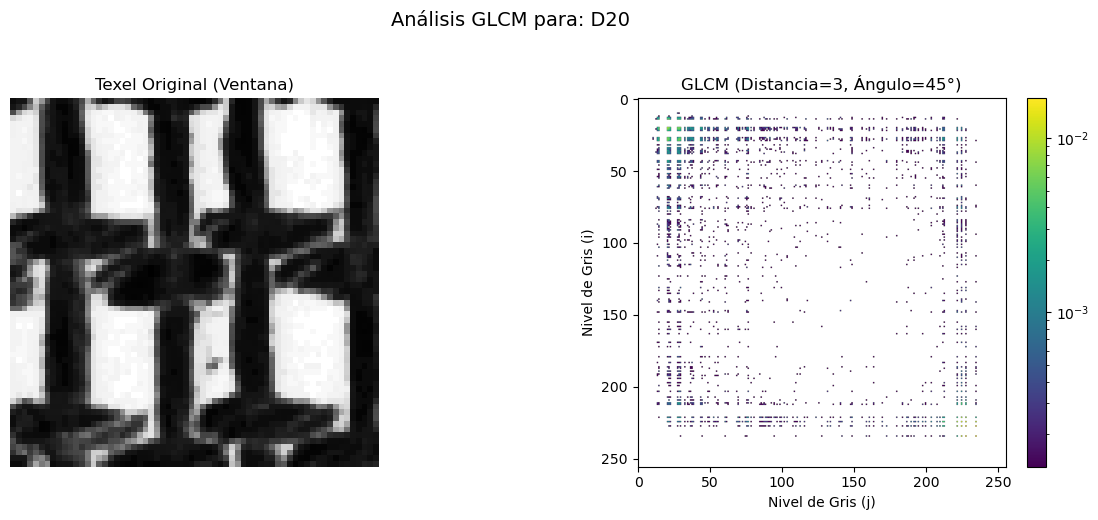 Análisis GLCM para: D20
Texel Original (Ventana)
GLCM (Distancia=3, Ángulo=45°)
0
50
100
150
200
250
Nivel de Gris (i)
0 50 100 150 200 250
Nivel de Gris (j)
10⁻²
10⁻³